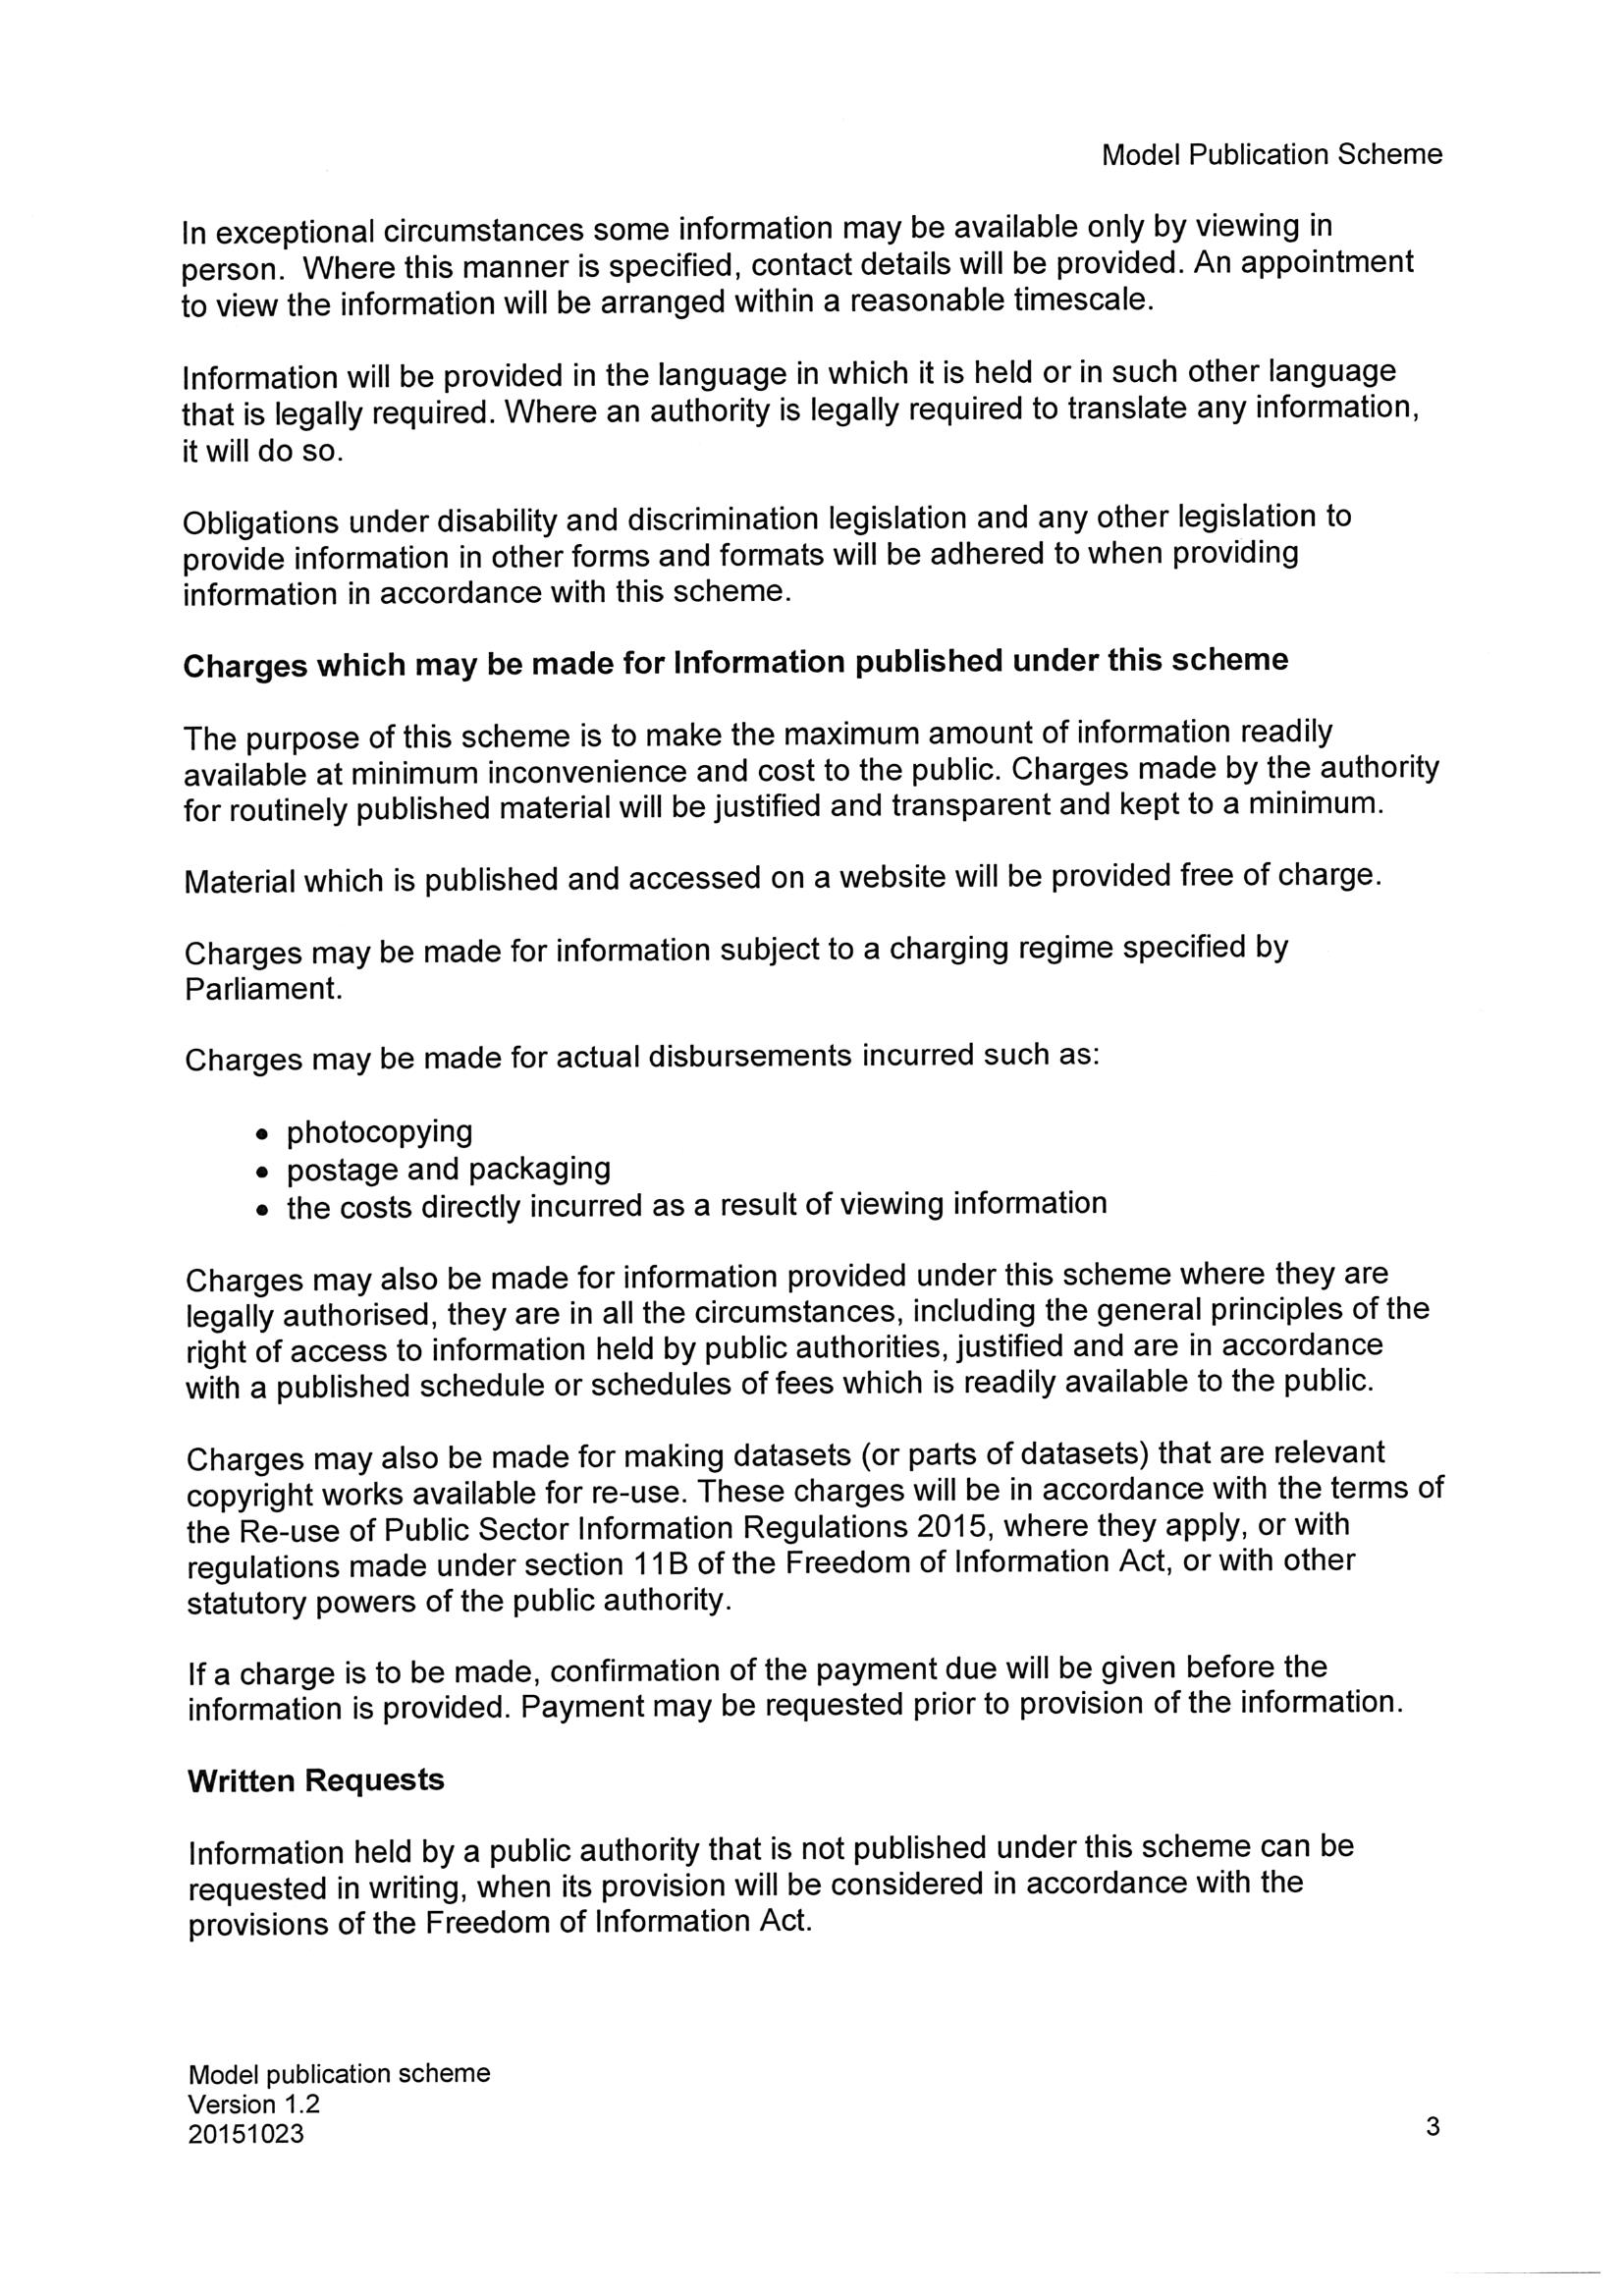 Model Publication Scheme
In exceptional circumstances some information may be available only by viewing in
person.  Where this manner is specified, contact details will be provided. An appointment
to view the information will be arranged within a reasonable timescale.
Information will be provided in the language in which it is held or in such other language
that is legally required. Where an authority is legally required to translate any information,
it will do so.
Obligations under disability and discrimination legislation and any other legislation to
provide information in other forms and formats will be adhered to when providing
information in accordance with this scheme.
Charges which may be made for Information published under this scheme
The purpose of this scheme is to make the maximum amount of information readily
available at minimum inconvenience and cost to the public. Charges made by the authority
for routinely published material will be justified and transparent and kept to a minimum.
Material which is published and accessed on a website will be provided free of charge.
Charges may be made for information subject to a charging regime specified by
Parliament.
Charges may be made for actual disbursements incurred such as:
• photocopying
• postage and packaging
• the costs directly incurred as a result of viewing information
Charges may also be made for information provided under this scheme where they are
legally authorised, they are in all the circumstances, including the general principles of the
right of access to information held by public authorities, justified and are in accordance
with a published schedule or schedules of fees which is readily available to the public.
Charges may also be made for making datasets (or parts of datasets) that are relevant
copyright works available for re-use. These charges will be in accordance with the terms of
the Re-use of Public Sector Information Regulations 2015, where they apply, or with
regulations made under section 11B of the Freedom of Information Act, or with other
statutory powers of the public authority.
If a charge is to be made, confirmation of the payment due will be given before the
information is provided. Payment may be requested prior to provision of the information.
Written Requests
Information held by a public authority that is not published under this scheme can be
requested in writing, when its provision will be considered in accordance with the
provisions of the Freedom of Information Act.
Model publication scheme
Version 1.2
20151023
3